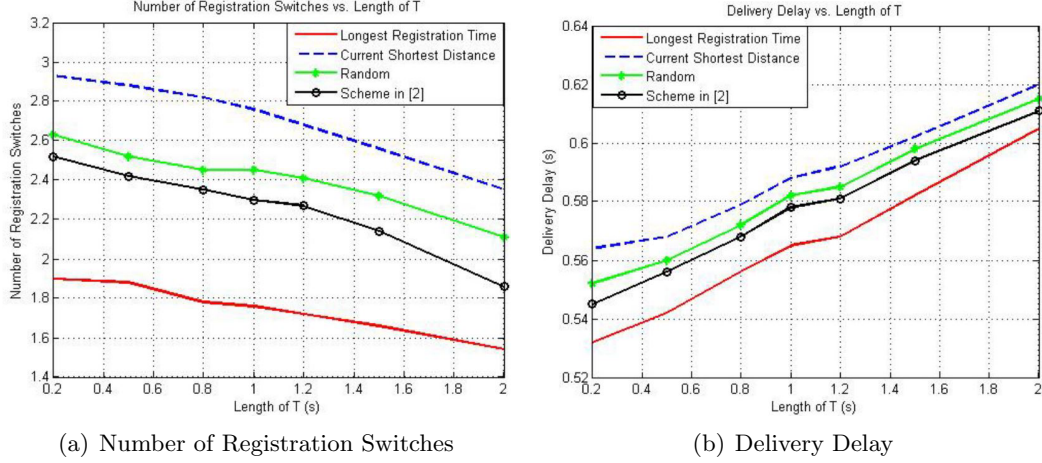 Number of Registration Switches vs. Length of T
3.2
3
2.8
2.6
2.4
2.2
2
1.8
1.6
1.4
Number of Registration Switches
Longest Registration Time
Current Shortest Distance
Random
Scheme in [2]
0.2 0.4 0.6 0.8 1 1.2 1.4 1.6 1.8 2
Length of T (s)
(a) Number of Registration Switches
Delivery Delay vs. Length of T
0.64
0.62
0.6
0.58
0.56
0.54
0.52
Delivery Delay (s)
Longest Registration Time
Current Shortest Distance
Random
Scheme in [2]
0.2 0.4 0.6 0.8 1 1.2 1.4 1.6 1.8 2
Length of T (s)
(b) Delivery Delay